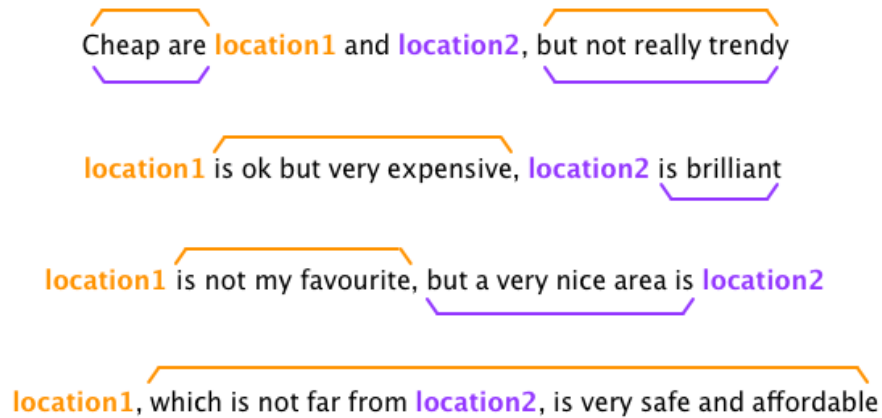 Cheap are location1 and location2, but not really trendy
location1 is ok but very expensive, location2 is brilliant
location1 is not my favourite, but a very nice area is location2
location1, which is not far from location2, is very safe and affordable